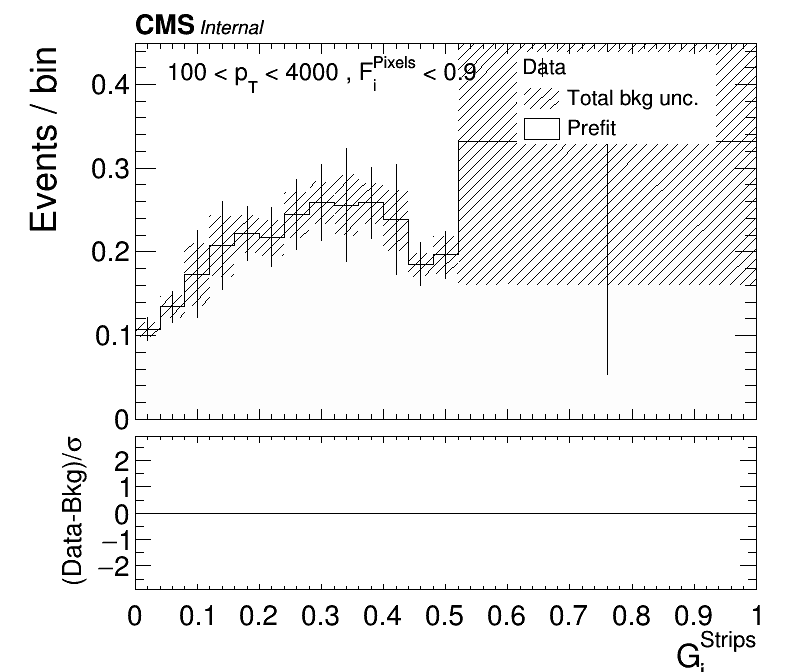 CMS Internal
100 < p_T < 4000 , F_i^Pixels < 0.9
Data
Total bkg unc.
Prefit
Events / bin
0.4
0.3
0.2
0.1
0
(Data-Bkg)/σ
2
1
0
−1
−2
0 0.1 0.2 0.3 0.4 0.5 0.6 0.7 0.8 0.9 1
G_i^Strips